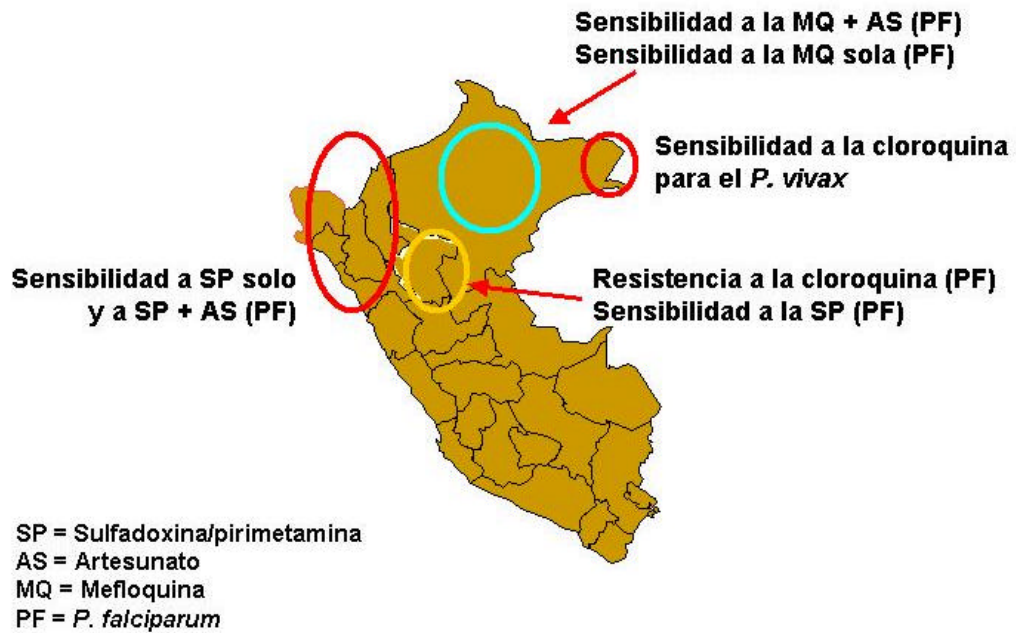 Sensibilidad a la MQ + AS (PF)
Sensibilidad a la MQ sola (PF)
Sensibilidad a la cloroquina
para el P. vivax
Sensibilidad a SP solo
y a SP + AS (PF)
Resistencia a la cloroquina (PF)
Sensibilidad a la SP (PF)
SP = Sulfadoxina/pirimetamina
AS = Artesunato
MQ = Mefloquina
PF = P. falciparum